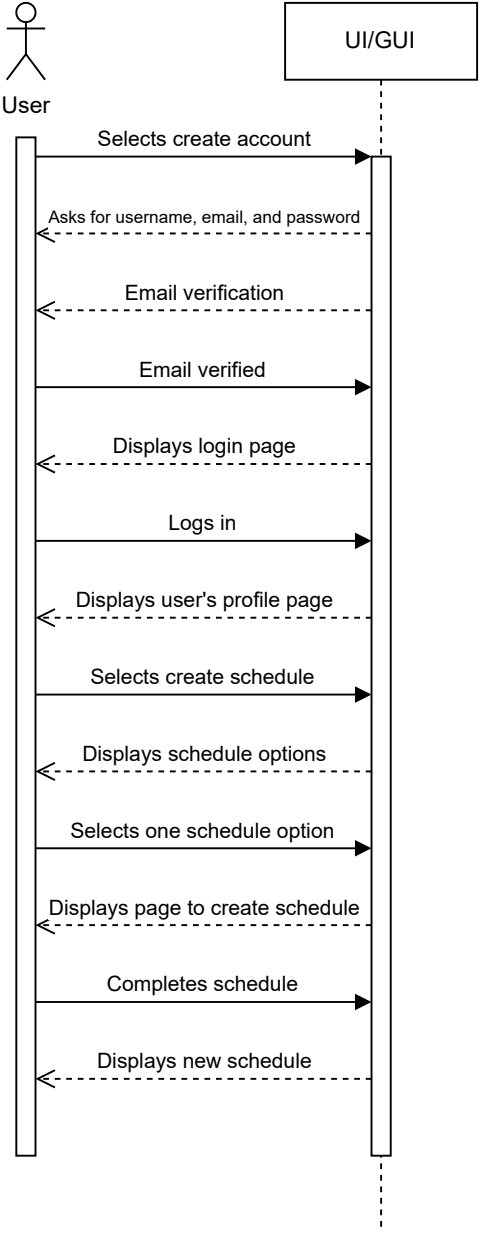 User
UI/GUI
Selects create account
Asks for username, email, and password
Email verification
Email verified
Displays login page
Logs in
Displays user's profile page
Selects create schedule
Displays schedule options
Selects one schedule option
Displays page to create schedule
Completes schedule
Displays new schedule